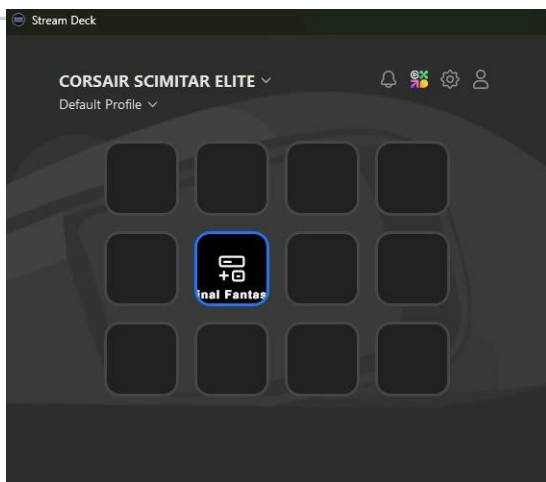 Stream Deck
CORSAIR SCIMITAR ELITE
Default Profile
inal Fantas